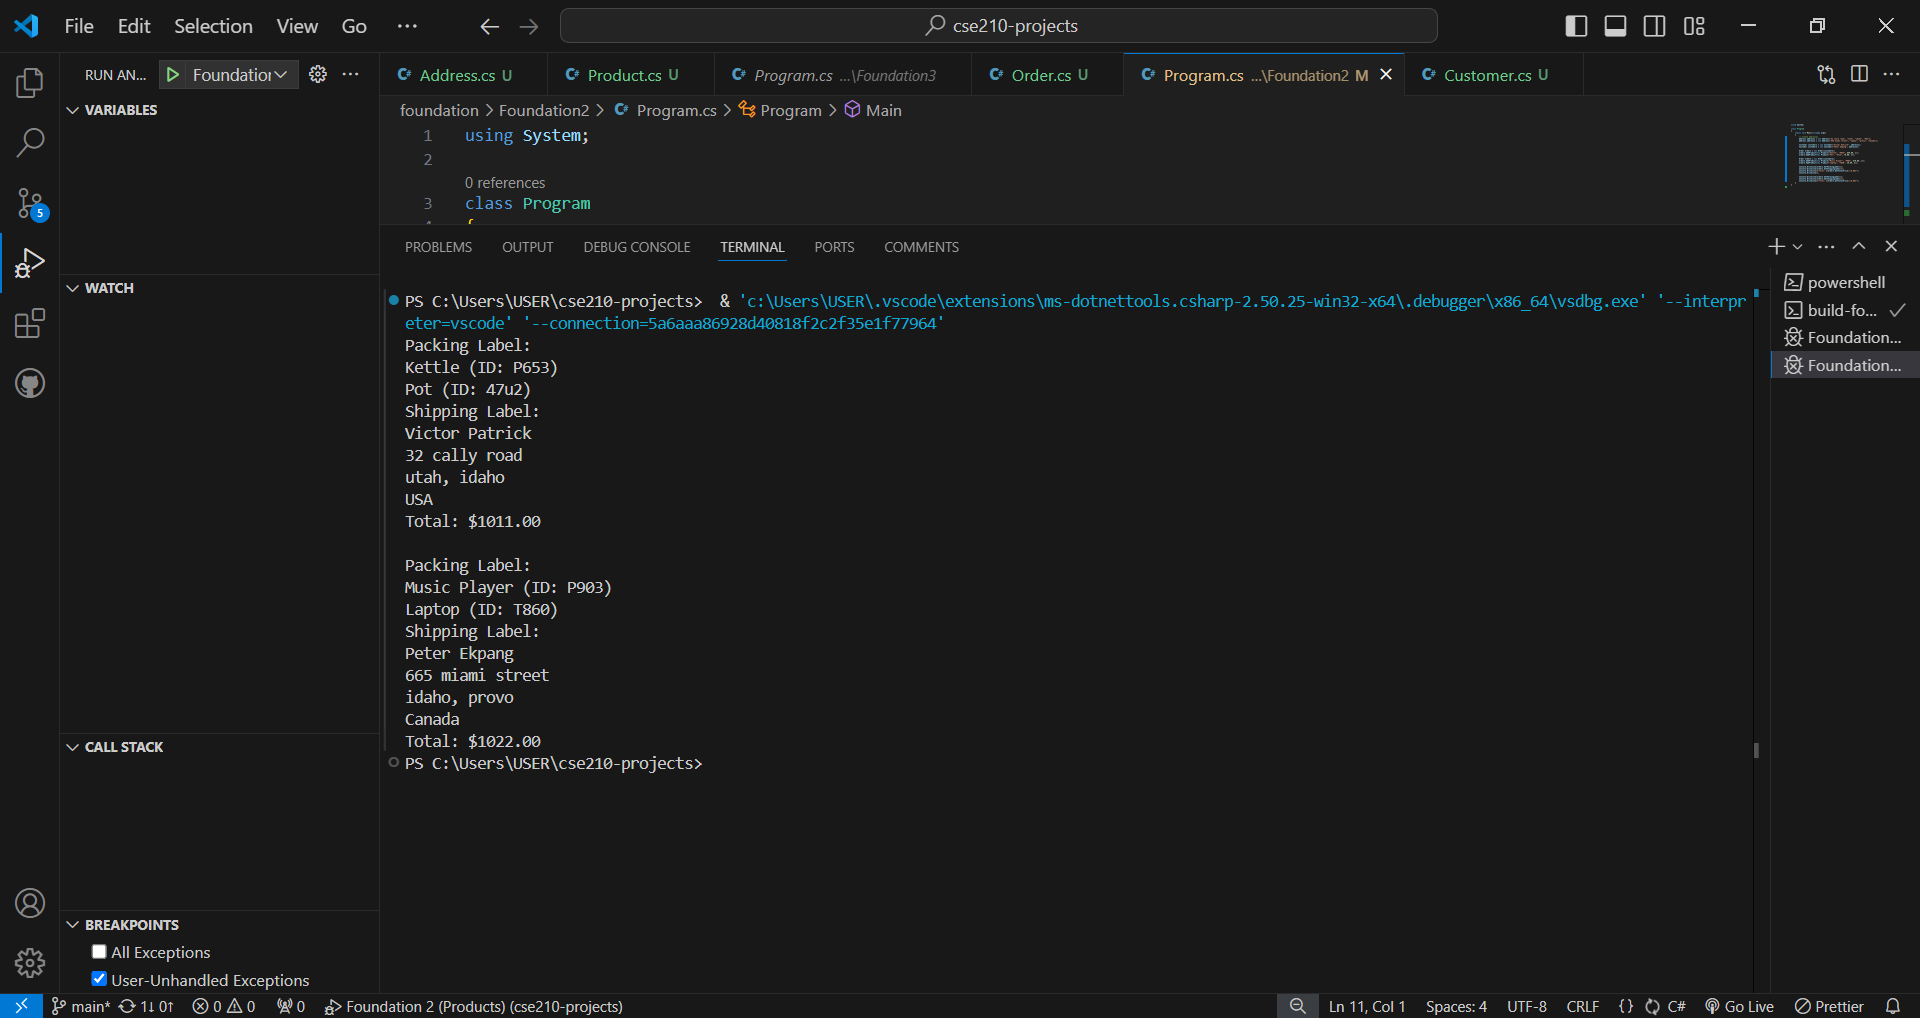 File Edit Selection View Go ···
cse210-projects
RUN AN... Foundation
VARIABLES
WATCH
CALL STACK
BREAKPOINTS
All Exceptions
User-Unhandled Exceptions
5
Address.cs U
Product.cs U
Program.cs ...\Foundation3
Order.cs U
Program.cs ...\Foundation2 M
Customer.cs U
foundation > Foundation2 > Program.cs > Program > Main
1 using System;
2
0 references
3 class Program
PROBLEMS OUTPUT DEBUG CONSOLE TERMINAL PORTS COMMENTS
PS C:\Users\USER\cse210-projects>  & 'c:\Users\USER\.vscode\extensions\ms-dotnettools.csharp-2.50.25-win32-x64\.debugger\x86_64\vsdbg.exe' '--interpr
eter=vscode' '--connection=5a6aaa86928d40818f2c2f35e1f77964'
Packing Label:
Kettle (ID: P653)
Pot (ID: 47u2)
Shipping Label:
Victor Patrick
32 cally road
utah, idaho
USA
Total: $1011.00
Packing Label:
Music Player (ID: P903)
Laptop (ID: T860)
Shipping Label:
Peter Ekpang
665 miami street
idaho, provo
Canada
Total: $1022.00
PS C:\Users\USER\cse210-projects>
powershell
build-fo...
Foundation...
Foundation...
main* 1↓ 0↑ 0 0 0 Foundation 2 (Products) (cse210-projects)
Ln 11, Col 1 Spaces: 4 UTF-8 CRLF {} C# Go Live Prettier